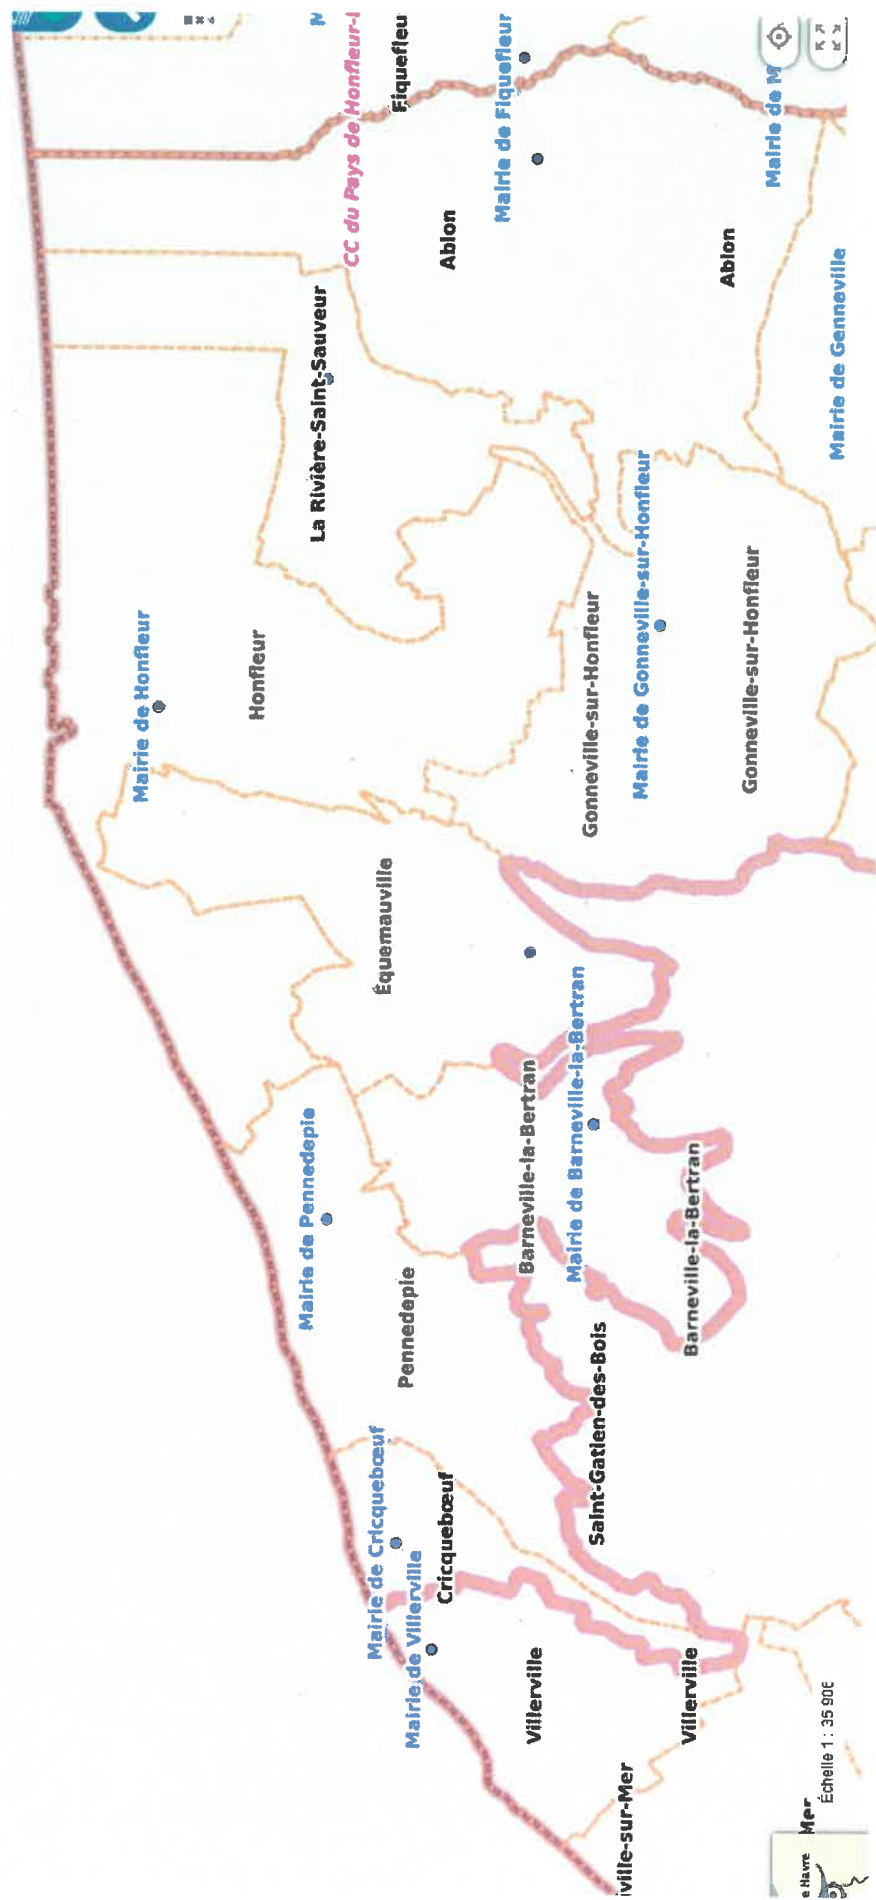 CC du Pays de Honfleur-
Fiquefleu
Mairie de Fiquefleur
Mairie de M
Ablon
Ablon
Mairie de Genneville
La Rivière-Saint-Sauveur
Mairie de Honfleur
Honfleur
Gonneville-sur-Honfleur
Mairie de Gonneville-sur-Honfleur
Gonneville-sur-Honfleur
Équemauville
Mairie de Pennedepie
Pennedepie
Barneville-la-Bertran
Mairie de Barneville-la-Bertran
Barneville-la-Bertran
Saint-Gatien-des-Bois
Mairie de Cricquebœuf
Cricquebœuf
Mairie de Villerville
Villerville
Villerville
ville-sur-Mer
Mer
e Havre
Échelle 1 : 35 906